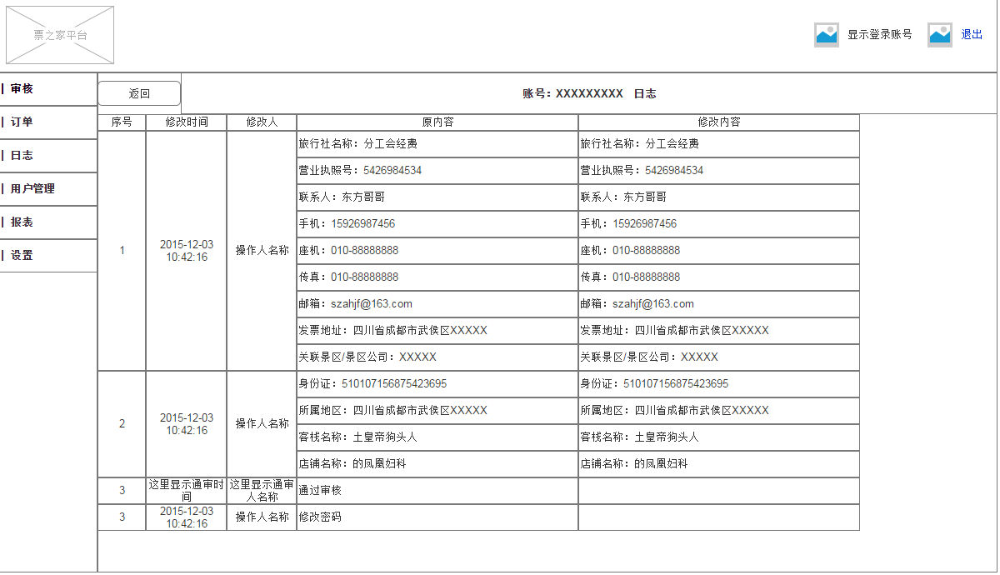 票之家平台
显示登录账号
退出
审核
订单
日志
用户管理
报表
设置
返回
账号：XXXXXXXXX 日志
序号 修改时间 修改人 原内容 修改内容
1 2015-12-03 10:42:16 操作人名称
旅行社名称：分工会经费 旅行社名称：分工会经费
营业执照号：5426984534 营业执照号：5426984534
联系人：东方哥哥 联系人：东方哥哥
手机：15926987456 手机：15926987456
座机：010-88888888 座机：010-88888888
传真：010-88888888 传真：010-88888888
邮箱：szahjf@163.com 邮箱：szahjf@163.com
发票地址：四川省成都市武侯区XXXXX 发票地址：四川省成都市武侯区XXXXX
关联景区/景区公司：XXXXX 关联景区/景区公司：XXXXX
2 2015-12-03 10:42:16 操作人名称
身份证：510107156875423695 身份证：510107156875423695
所属地区：四川省成都市武侯区XXXXX 所属地区：四川省成都市武侯区XXXXX
客栈名称：土皇帝狗头人 客栈名称：土皇帝狗头人
店铺名称：的凤凰妇科 店铺名称：的凤凰妇科
3 这里显示通审时间 这里显示通审人名称 通过审核
3 2015-12-03 10:42:16 操作人名称 修改密码